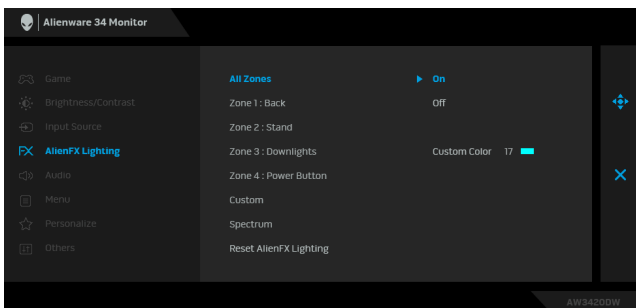 Alienware 34 Monitor
Game
Brightness/Contrast
Input Source
FX AlienFX Lighting
Audio
Menu
Personalize
Others
All Zones On
Zone 1 : Back Off
Zone 2 : Stand
Zone 3 : Downlights Custom Color 17
Zone 4 : Power Button
Custom
Spectrum
Reset AlienFX Lighting
AW3420DW